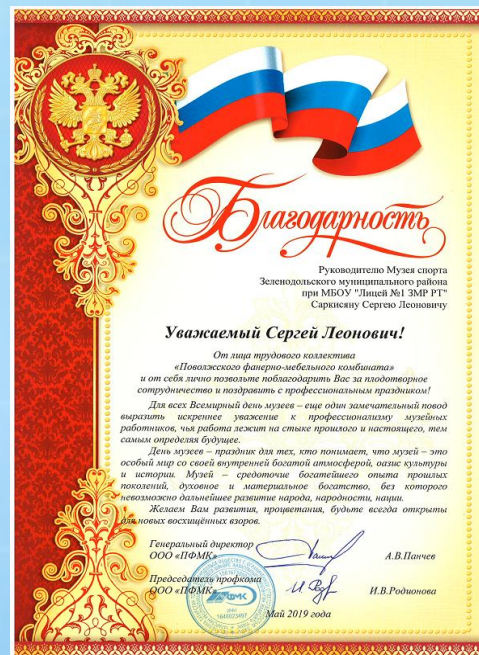 Благодарность
Руководителю Музея спорта
Зеленодольского муниципального района
при МБОУ "Лицей №1 ЗМР РТ"
Саркисяну Сергею Леоновичу
Уважаемый Сергей Леонович!
От лица трудового коллектива
«Поволжского фанерно-мебельного комбината»
и от себя лично позвольте поблагодарить Вас за плодотворное
сотрудничество и поздравить с профессиональным праздником!
Для всех Всемирный день музеев – еще один замечательный повод
выразить искреннее уважение к профессионализму музейных
работников, чья работа лежит на стыке прошлого и настоящего, тем
самым определяя будущее.
День музеев – праздник для тех, кто понимает, что музей – это
особый мир со своей внутренней богатой атмосферой, оазис культуры
и истории. Музей – средоточие богатейшего опыта прошлых
поколений, духовное и материальное богатство, без которого
невозможно дальнейшее развитие народа, народности, нации.
Желаем Вам развития, процветания, будьте всегда открыты
для новых восхищённых взоров.
Генеральный директор
ООО «ПФМК» А.В.Панчев
Председатель профкома
ООО «ПФМК» И.В.Родионова
ПФМК
Май 2019 года